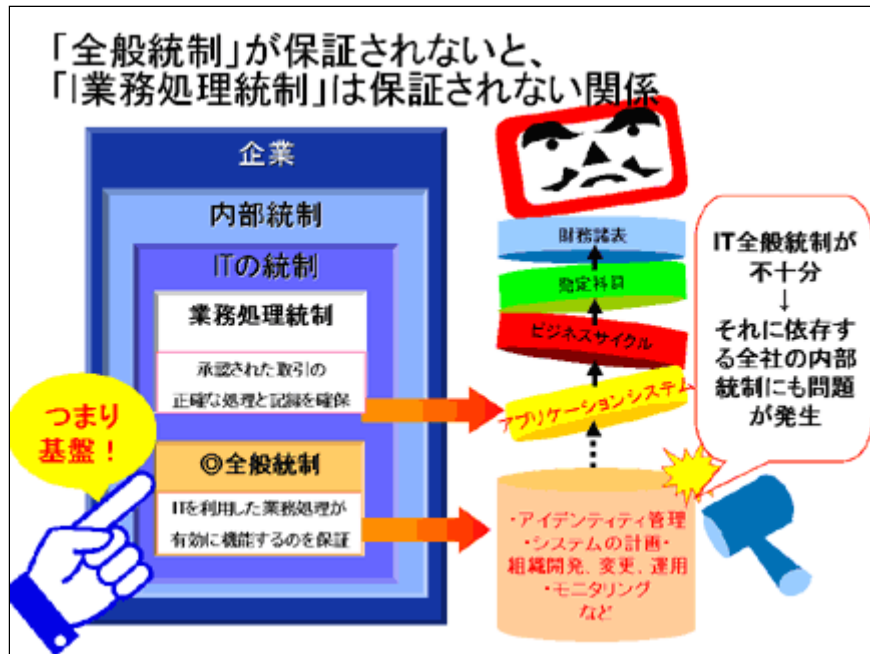 「全般統制」が保証されないと、
「I業務処理統制」は保証されない関係
企業
内部統制
ITの統制
業務処理統制
承認された取引の
正確な処理と記録を確保
つまり
基盤！
◎全般統制
ITを利用した業務処理が
有効に機能するのを保証
財務諸表
勘定科目
ビジネスサイクル
アプリケーションシステム
・アイデンティティ管理
・システムの計画・
組織開発、変更、運用
・モニタリング
など
IT全般統制が
不十分
↓
それに依存す
る全社の内部
統制にも問題
が発生